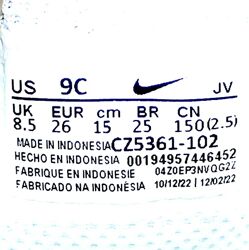 US 9C JV
UK EUR cm BR CN
8.5 26 15 25 150(2.5)
MADE IN INDONESIA CZ5361-102
HECHO EN INDONESIA 00194957446452
FABRIQUE EN INDONESIE 04Z0EP3NVQG2Z
FABRICADO NA INDONÉSIA 10/12/22 | 12/02/22